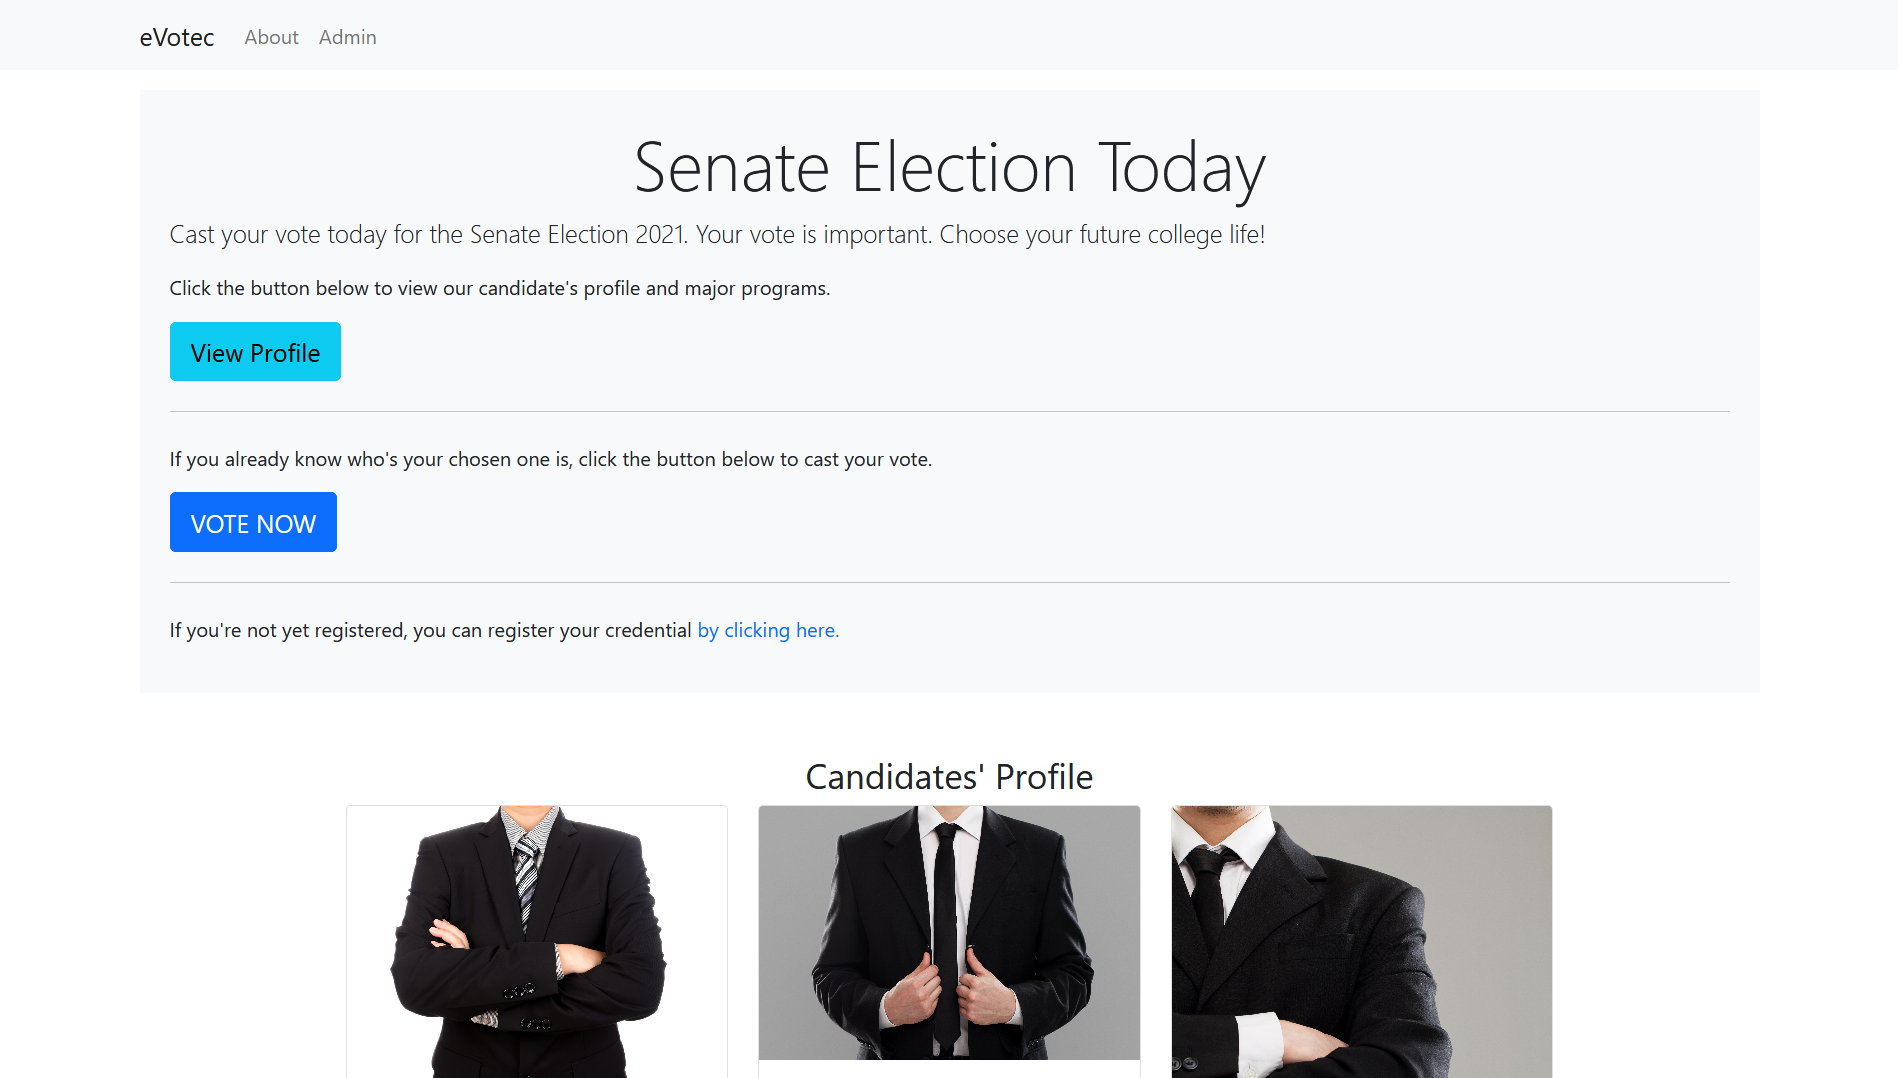 eVotec About Admin
Senate Election Today
Cast your vote today for the Senate Election 2021. Your vote is important. Choose your future college life!
Click the button below to view our candidate's profile and major programs.
View Profile
If you already know who's your chosen one is, click the button below to cast your vote.
VOTE NOW
If you're not yet registered, you can register your credential by clicking here.
Candidates' Profile